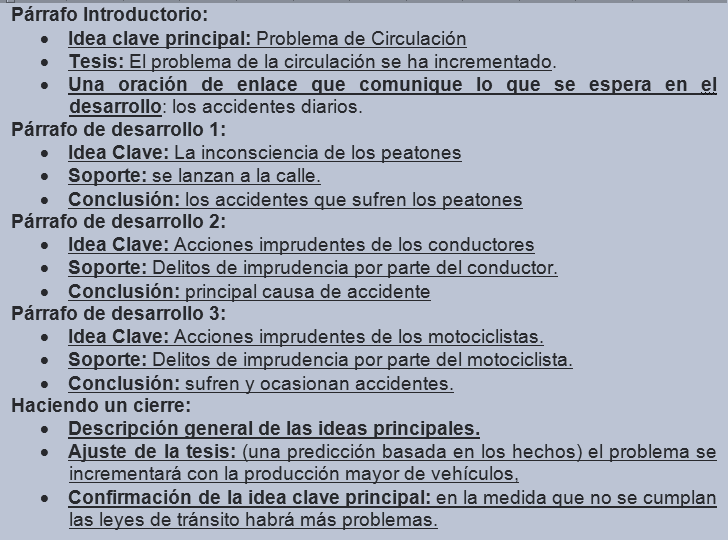 Párrafo Introductorio:
• Idea clave principal: Problema de Circulación
• Tesis: El problema de la circulación se ha incrementado.
• Una oración de enlace que comunique lo que se espera en el
desarrollo: los accidentes diarios.
Párrafo de desarrollo 1:
• Idea Clave: La inconsciencia de los peatones
• Soporte: se lanzan a la calle.
• Conclusión: los accidentes que sufren los peatones
Párrafo de desarrollo 2:
• Idea Clave: Acciones imprudentes de los conductores
• Soporte: Delitos de imprudencia por parte del conductor.
• Conclusión: principal causa de accidente
Párrafo de desarrollo 3:
• Idea Clave: Acciones imprudentes de los motociclistas.
• Soporte: Delitos de imprudencia por parte del motociclista.
• Conclusión: sufren y ocasionan accidentes.
Haciendo un cierre:
• Descripción general de las ideas principales.
• Ajuste de la tesis: (una predicción basada en los hechos) el problema se
incrementará con la producción mayor de vehículos,
• Confirmación de la idea clave principal: en la medida que no se cumplan
las leyes de tránsito habrá más problemas.